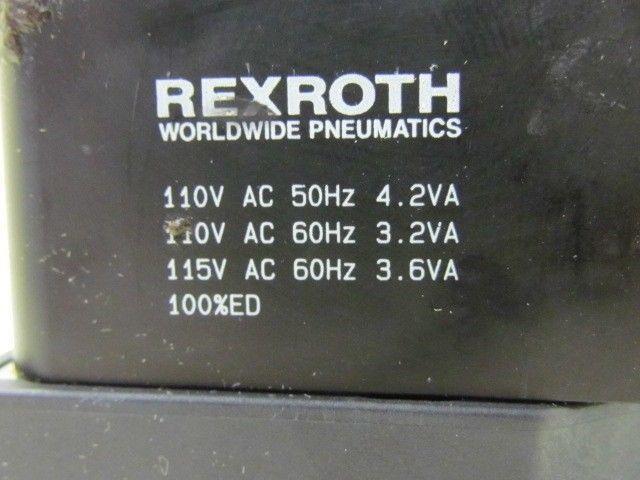 REXROTH
WORLDWIDE PNEUMATICS
110V AC 50Hz 4.2VA
110V AC 60Hz 3.2VA
115V AC 60Hz 3.6VA
100%ED